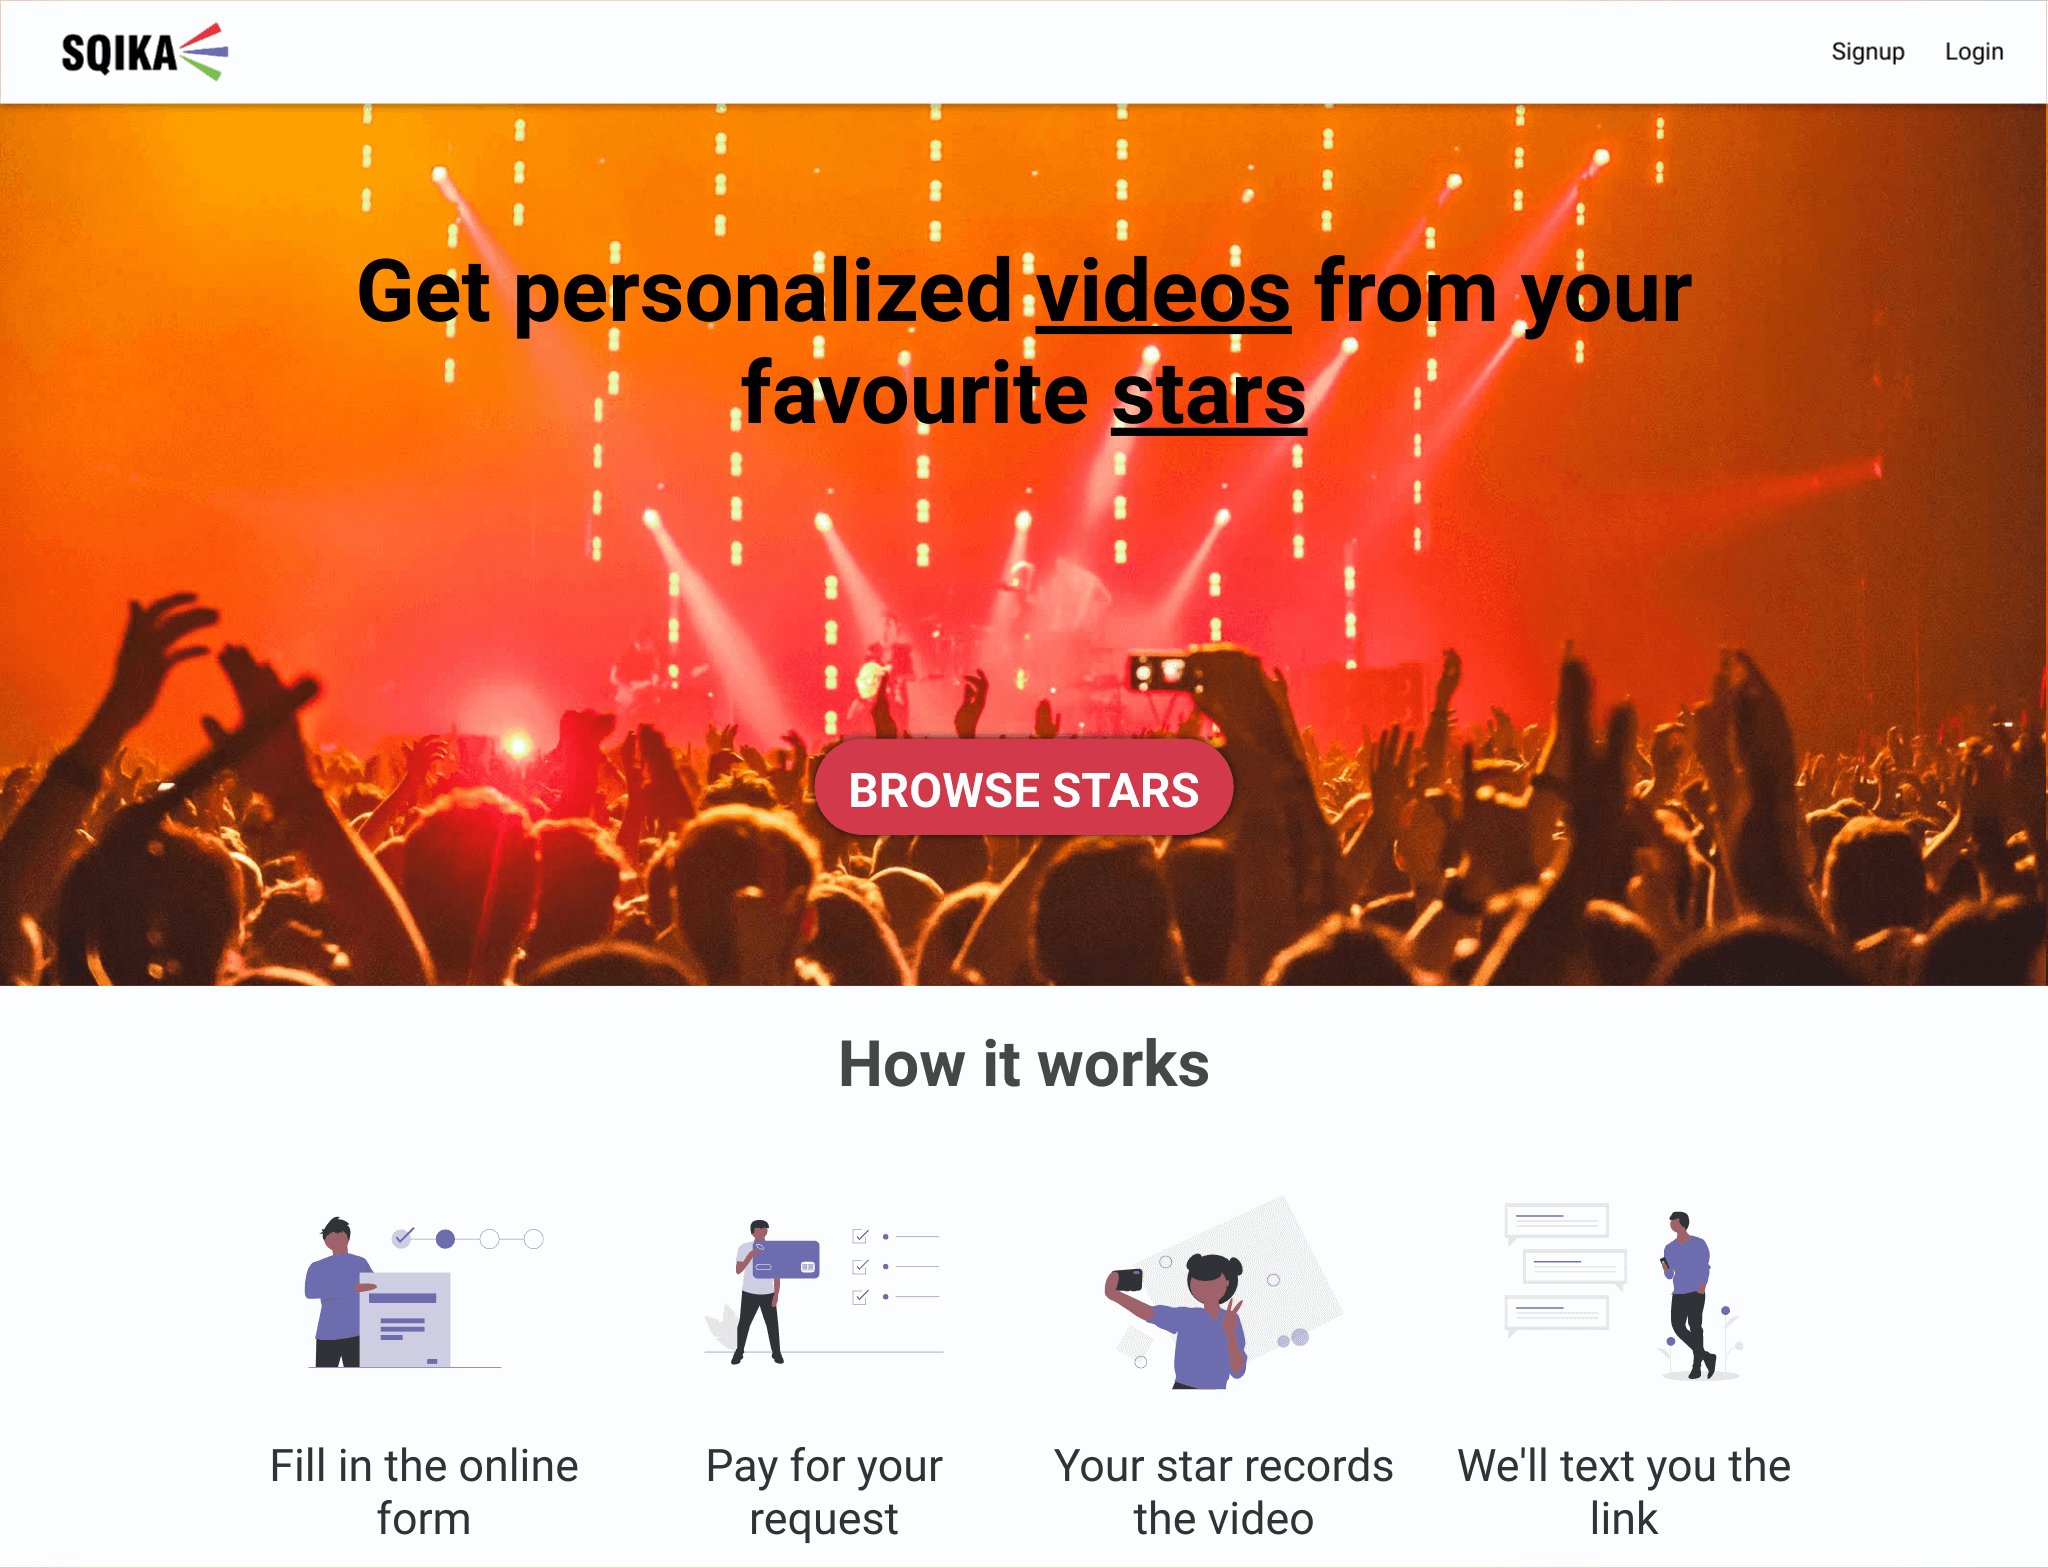 SQIKA
Signup
Login
Get personalized videos from your
favourite stars
BROWSE STARS
How it works
Fill in the online
form
Pay for your
request
Your star records
the video
We'll text you the
link